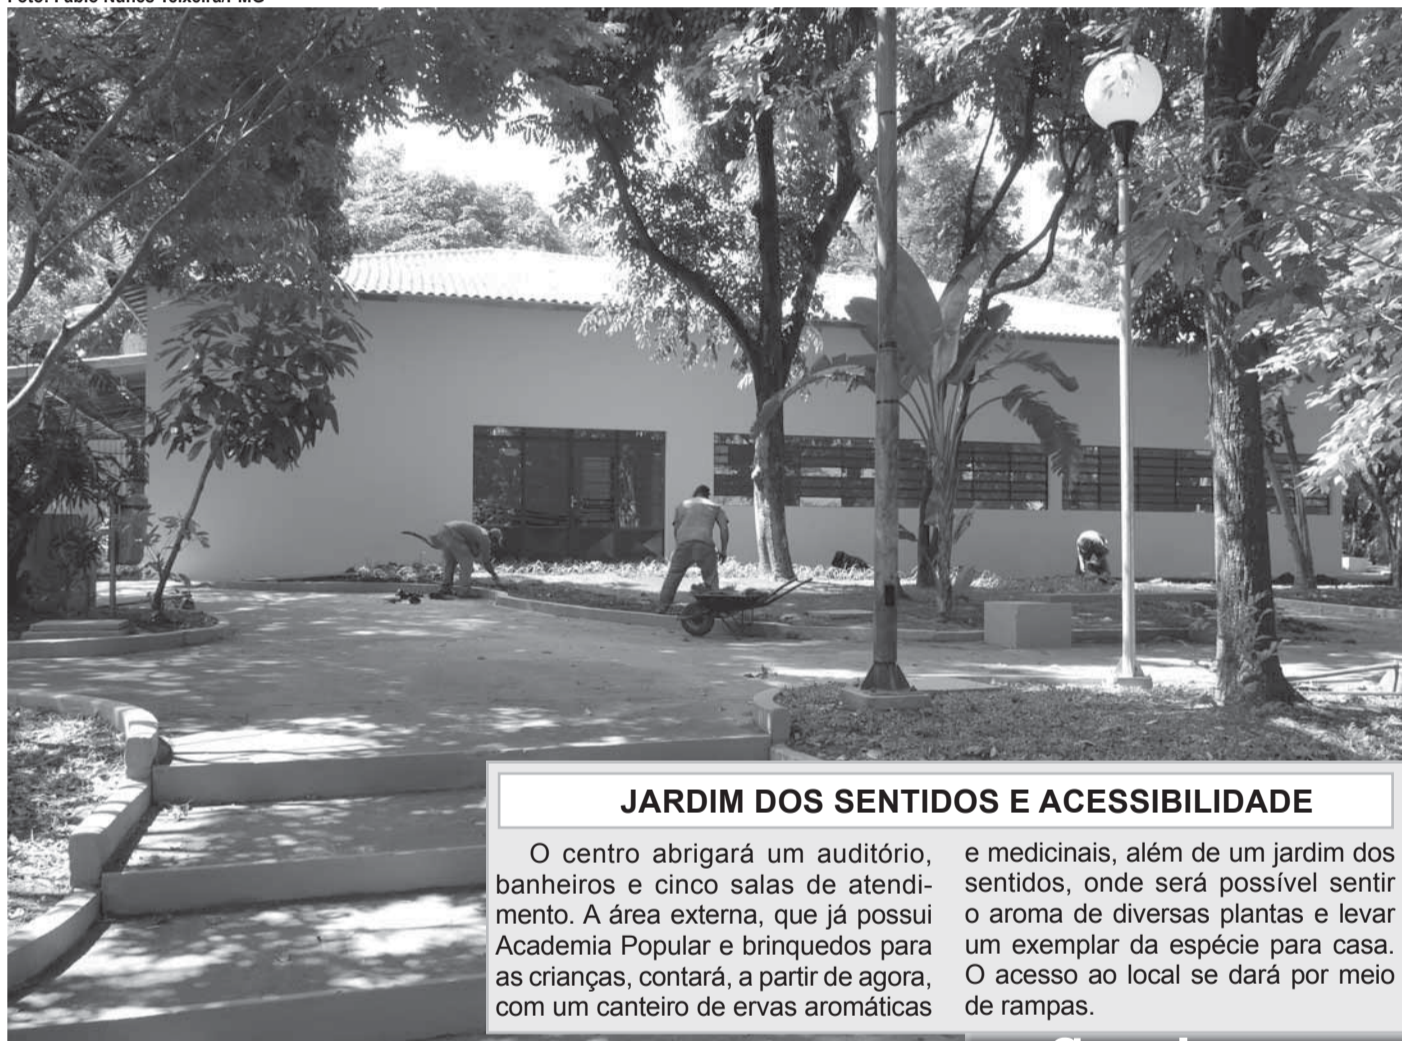 JARDIM DOS SENTIDOS E ACESSIBILIDADE
O centro abrigará um auditório,
banheiros e cinco salas de atendi-
mento. A área externa, que já possui
Academia Popular e brinquedos para
as crianças, contará, a partir de agora,
com um canteiro de ervas aromáticas
e medicinais, além de um jardim dos
sentidos, onde será possível sentir
o aroma de diversas plantas e levar
um exemplar da espécie para casa.
O acesso ao local se dará por meio
de rampas.